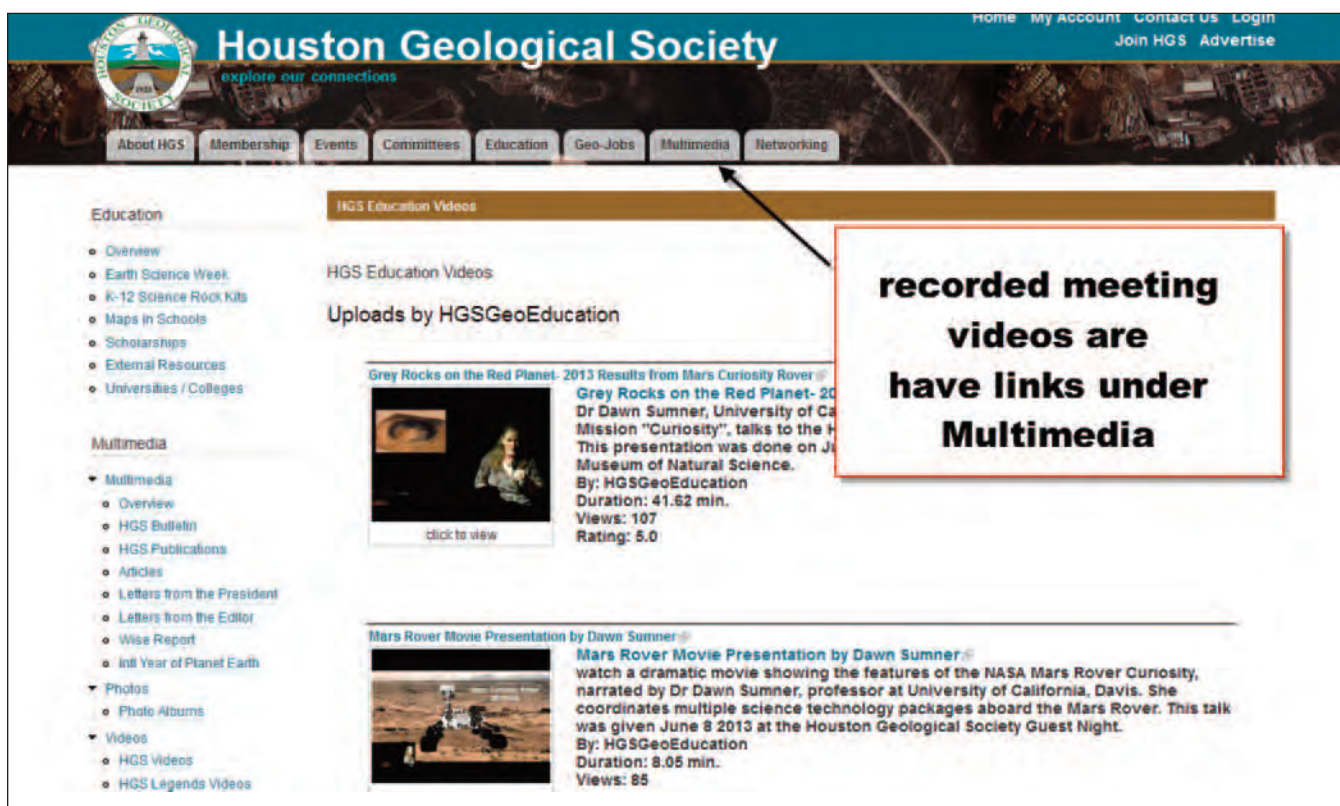 Home My Account Contact Us Login
Join HGS Advertise
HOUSTON GEOLOGICAL
SOCIETY
1923
Houston Geological Society
explore our connections
About HGS Membership Events Committees Education Geo-Jobs Multimedia Networking
Education
Overview
Earth Science Week
K-12 Science Rock Kits
Maps in Schools
Scholarships
External Resources
Universities / Colleges
Multimedia
Multimedia
Overview
HGS Bulletin
HGS Publications
Articles
Letters from the President
Letters from the Editor
Wise Report
Intl Year of Planet Earth
Photos
Photo Albums
Videos
HGS Videos
HGS Legends Videos
HGS Education Videos
HGS Education Videos
Uploads by HGSGeoEducation
Grey Rocks on the Red Planet- 2013 Results from Mars Curiosity Rover
Grey Rocks on the Red Planet- 20
Dr Dawn Sumner, University of Ca
Mission "Curiosity", talks to the H
This presentation was done on Ju
Museum of Natural Science.
By: HGSGeoEducation
Duration: 41.62 min.
Views: 107
Rating: 5.0
click to view
Mars Rover Movie Presentation by Dawn Sumner
Mars Rover Movie Presentation by Dawn Sumner
watch a dramatic movie showing the features of the NASA Mars Rover Curiosity,
narrated by Dr Dawn Sumner, professor at University of California, Davis. She
coordinates multiple science technology packages aboard the Mars Rover. This talk
was given June 8 2013 at the Houston Geological Society Guest Night.
By: HGSGeoEducation
Duration: 8.05 min.
Views: 85
recorded meeting
videos are
have links under
Multimedia